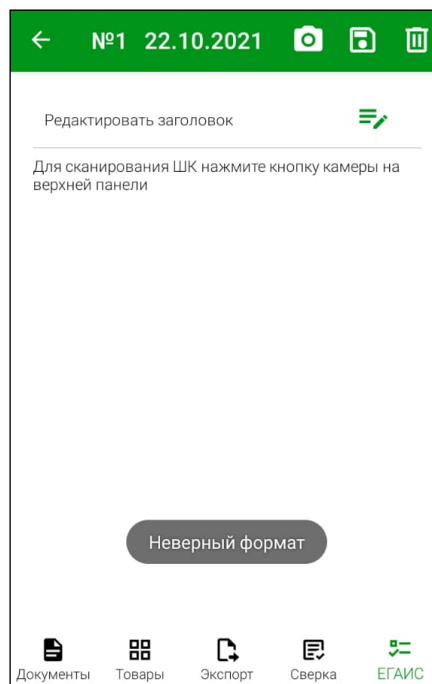 №1 22.10.2021
Редактировать заголовок
Для сканирования ШК нажмите кнопку камеры на
верхней панели
Неверный формат
Документы Товары Экспорт Сверка ЕГАИС